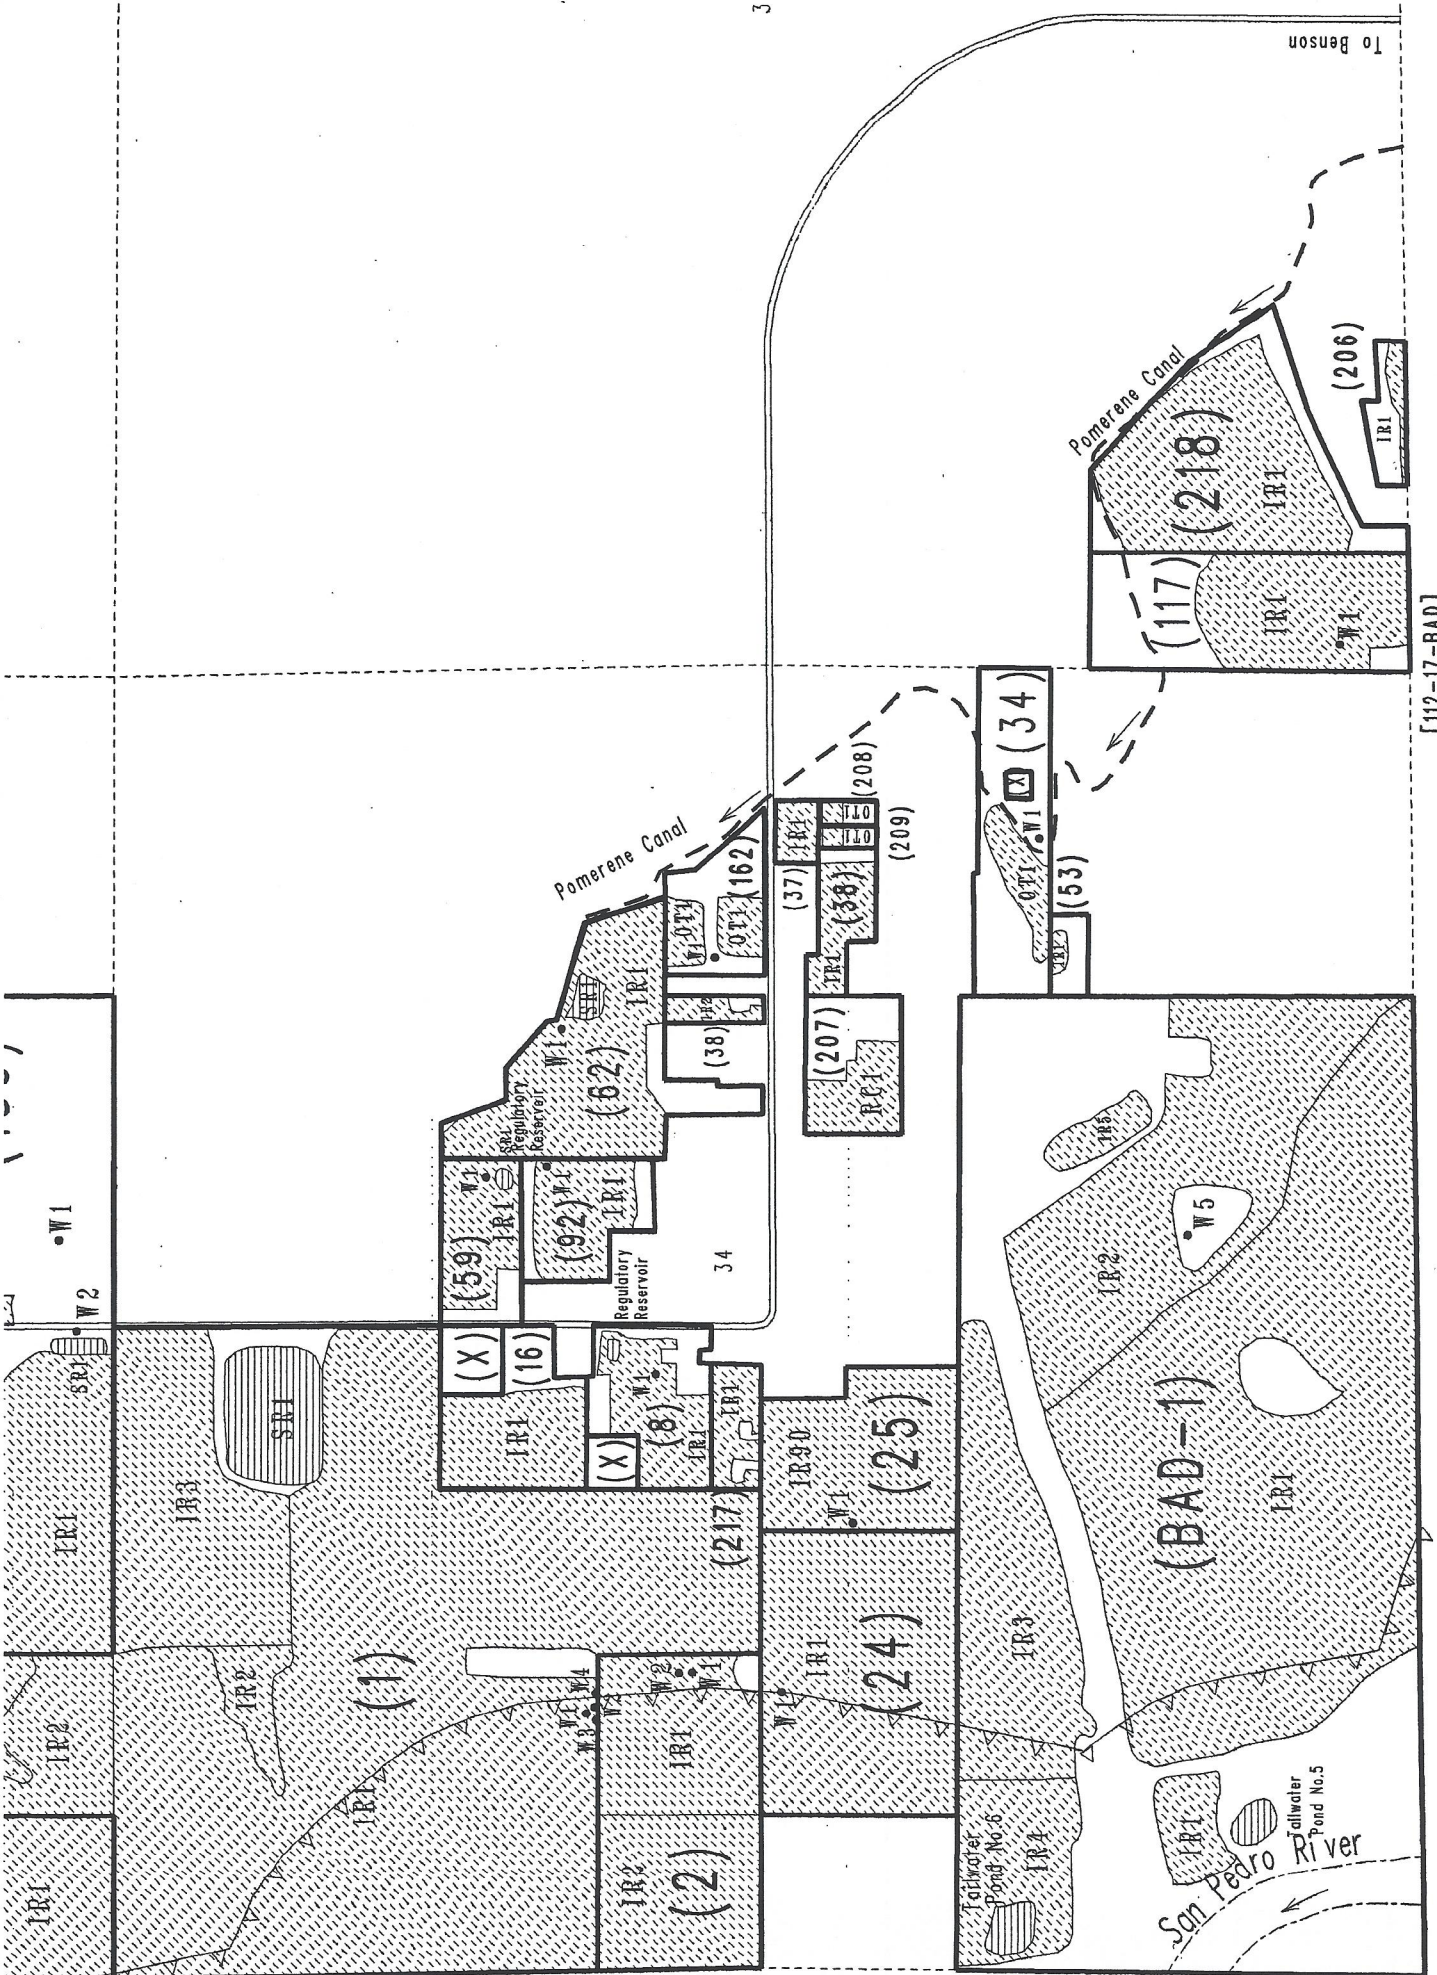 3
To Benson
Pomerene Canal
(206)
IR1
(218)
IR1
(117)
IR1
W1
[112-17-BAD]
(34)
(X)
W1
OT1
(53)
IR1
Pomerene Canal
(208)
OT1
OT1
(209)
IR1
(37)
(38)
IR1
(162)
OT1
OT1
W1
IR2
(38)
(207)
RC1
SR1
IR1
W1
(62)
SR1
Regulatory
Reservoir
W1
IR1
(59)
W1
IR1
(92)
Regulatory
Reservoir
34
W1
W2
SR1
IR1
IR2
IR1
SR1
IR3
IR2
(1)
IR1
(X)
(16)
IR1
(X)
W1
(8)
IR1
IR1
(217)
IR90
W1
(25)
W4
W1
W2
W3
W2
W1
IR1
IR2
(2)
IR1
W1
(24)
IR5
W5
IR2
(BAD-1)
IR1
IR3
IR4
Tailwater
Pond No.6
IR1
Tailwater
Pond No.5
San Pedro River